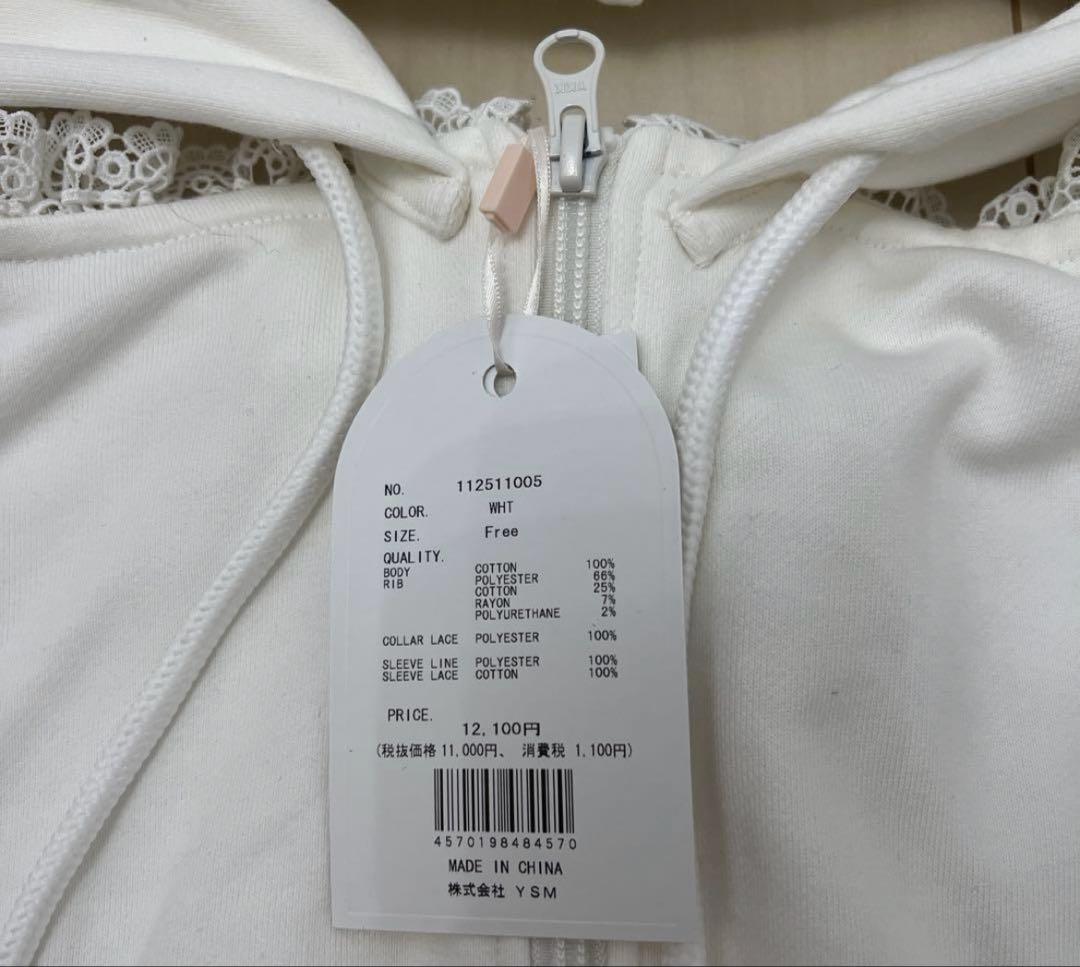 NO. 112511005
COLOR. WHT
SIZE. Free
QUALITY.
BODY COTTON 100%
RIB POLYESTER 66%
COTTON 25%
RAYON 7%
POLYURETHANE 2%
COLLAR LACE POLYESTER 100%
SLEEVE LINE POLYESTER 100%
SLEEVE LACE COTTON 100%
PRICE.
12,100円
(税抜価格 11,000円、 消費税 1,100円)
4570198484570
MADE IN CHINA
株式会社 YSM